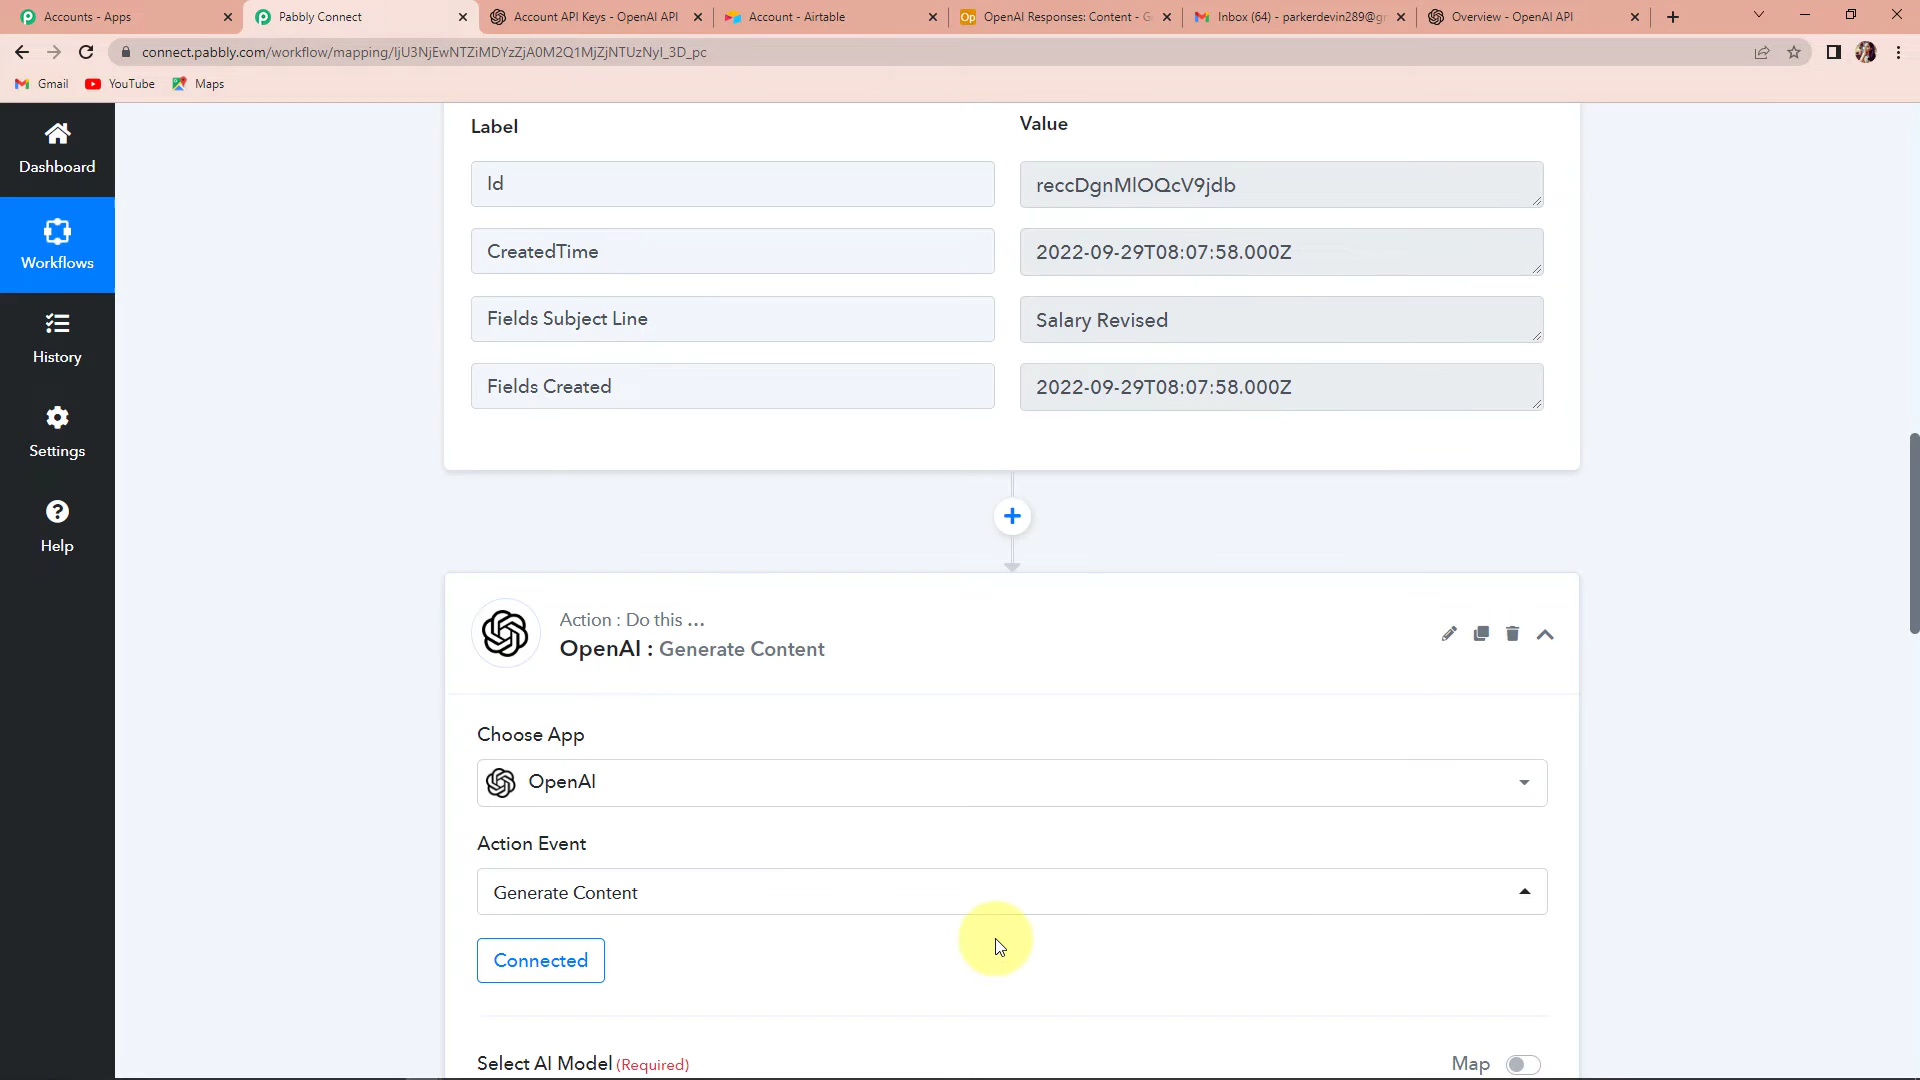 Accounts - Apps
Pabbly Connect
Account API Keys - OpenAI API
Account - Airtable
Op
OpenAI Responses: Content - G
Inbox (64) - parkerdevin289@gr
Overview - OpenAI API
connect.pabbly.com/workflow/mapping/IjU3NjEwNTZiMDYzZjA0M2Q1MjZjNTUzNyI_3D_pc
Gmail
YouTube
Maps
Dashboard
Workflows
History
Settings
Help
Label
Value
Id
reccDgnMlOQcV9jdb
CreatedTime
2022-09-29T08:07:58.000Z
Fields Subject Line
Salary Revised
Fields Created
2022-09-29T08:07:58.000Z
Action : Do this ...
OpenAI : Generate Content
Choose App
OpenAI
Action Event
Generate Content
Connected
Select AI Model (Required)
Map